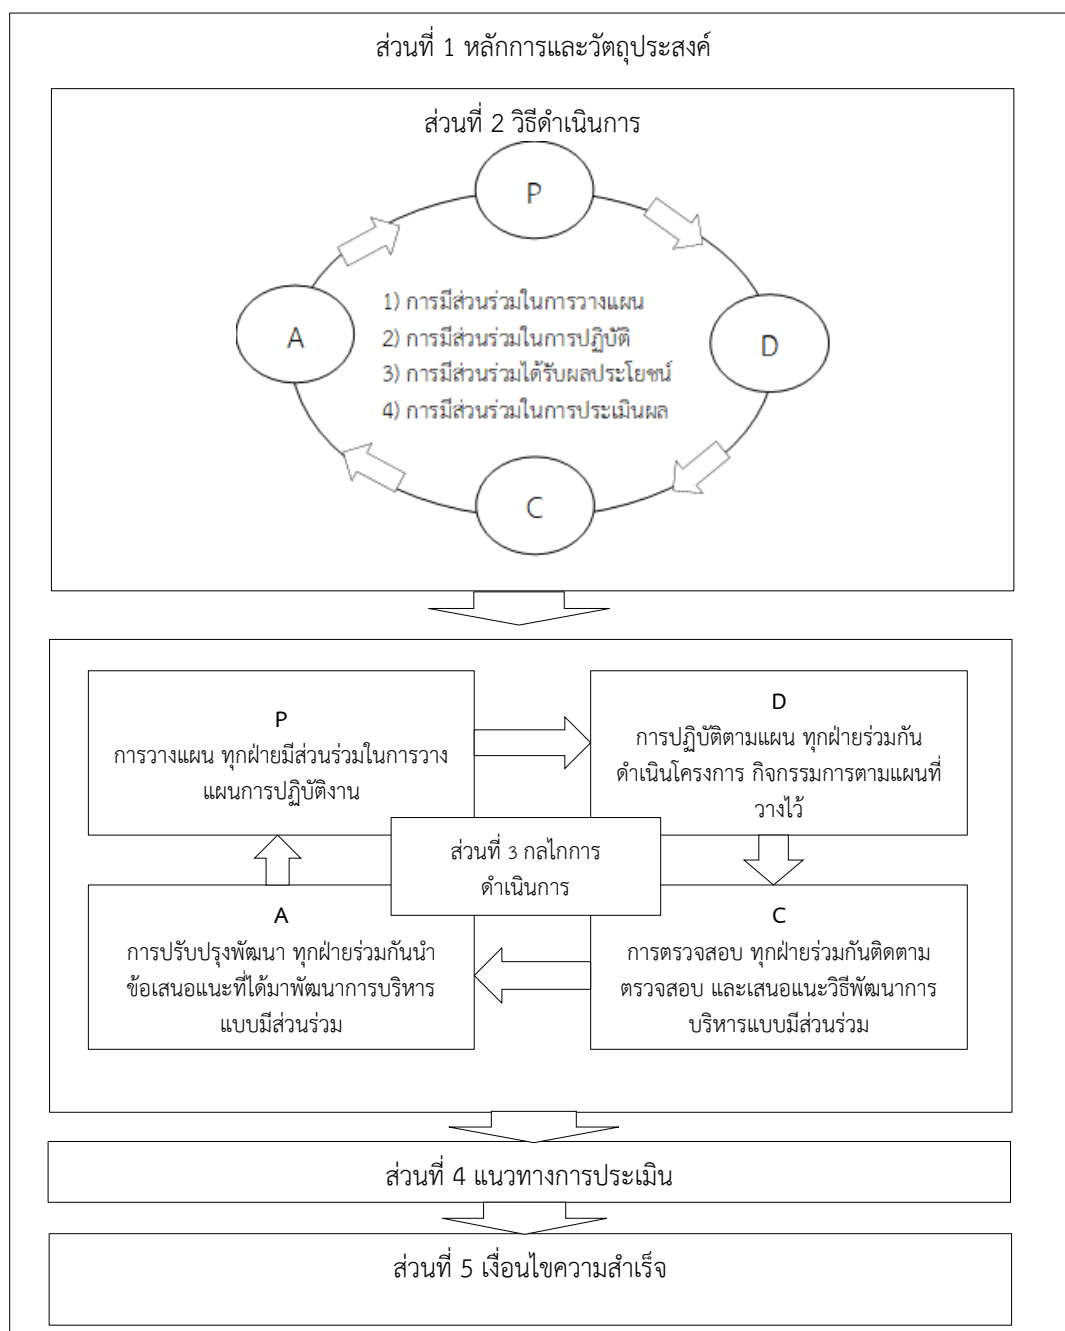 ส่วนที่ 1 หลักการและวัตถุประสงค์
ส่วนที่ 2 วิธีดำเนินการ
P
A
D
C
1) การมีส่วนร่วมในการวางแผน
2) การมีส่วนร่วมในการปฏิบัติ
3) การมีส่วนร่วมได้รับผลประโยชน์
4) การมีส่วนร่วมในการประเมินผล
P
การวางแผน ทุกฝ่ายมีส่วนร่วมในการวาง
แผนการปฏิบัติงาน
D
การปฏิบัติตามแผน ทุกฝ่ายร่วมกัน
ดำเนินโครงการ กิจกรรมการตามแผนที่
วางไว้
ส่วนที่ 3 กลไกการ
ดำเนินการ
A
การปรับปรุงพัฒนา ทุกฝ่ายร่วมกันนำ
ข้อเสนอแนะที่ได้มาพัฒนาการบริหาร
แบบมีส่วนร่วม
C
การตรวจสอบ ทุกฝ่ายร่วมกันติดตาม
ตรวจสอบ และเสนอแนะวิธีพัฒนาการ
บริหารแบบมีส่วนร่วม
ส่วนที่ 4 แนวทางการประเมิน
ส่วนที่ 5 เงื่อนไขความสำเร็จ